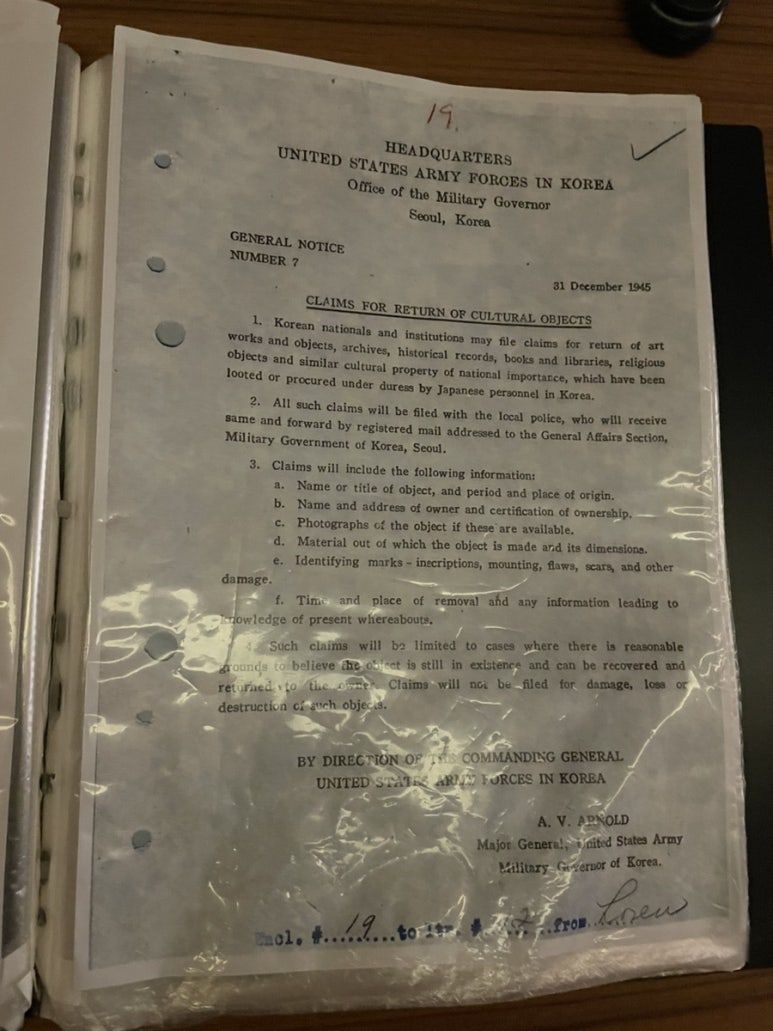 19.
HEADQUARTERS
UNITED STATES ARMY FORCES IN KOREA
Office of the Military Governor
Seoul, Korea
GENERAL NOTICE
NUMBER 7
31 December 1945
CLAIMS FOR RETURN OF CULTURAL OBJECTS
1. Korean nationals and institutions may file claims for return of art
works and objects, archives, historical records, books and libraries, religious
objects and similar cultural property of national importance, which have been
looted or procured under duress by Japanese personnel in Korea.
2. All such claims will be filed with the local police, who will receive
same and forward by registered mail addressed to the General Affairs Section,
Military Government of Korea, Seoul.
3. Claims will include the following information:
a. Name or title of object, and period and place of origin.
b. Name and address of owner and certification of ownership.
c. Photographs of the object if these are available.
d. Material out of which the object is made and its dimensions.
e. Identifying marks - inscriptions, mounting, flaws, scars, and other
damage.
f. Time and place of removal and any information leading to
knowledge of present whereabouts.
4. Such claims will be limited to cases where there is reasonable
grounds to believe the object is still in existence and can be recovered and
returned to the owner. Claims will not be filed for damage, loss or
destruction of such objects.
BY DIRECTION OF THE COMMANDING GENERAL
UNITED STATES ARMY FORCES IN KOREA
A. V. ARNOLD
Major General, United States Army
Military Governor of Korea.
Encl. #.....19.....to ltr. #.......from